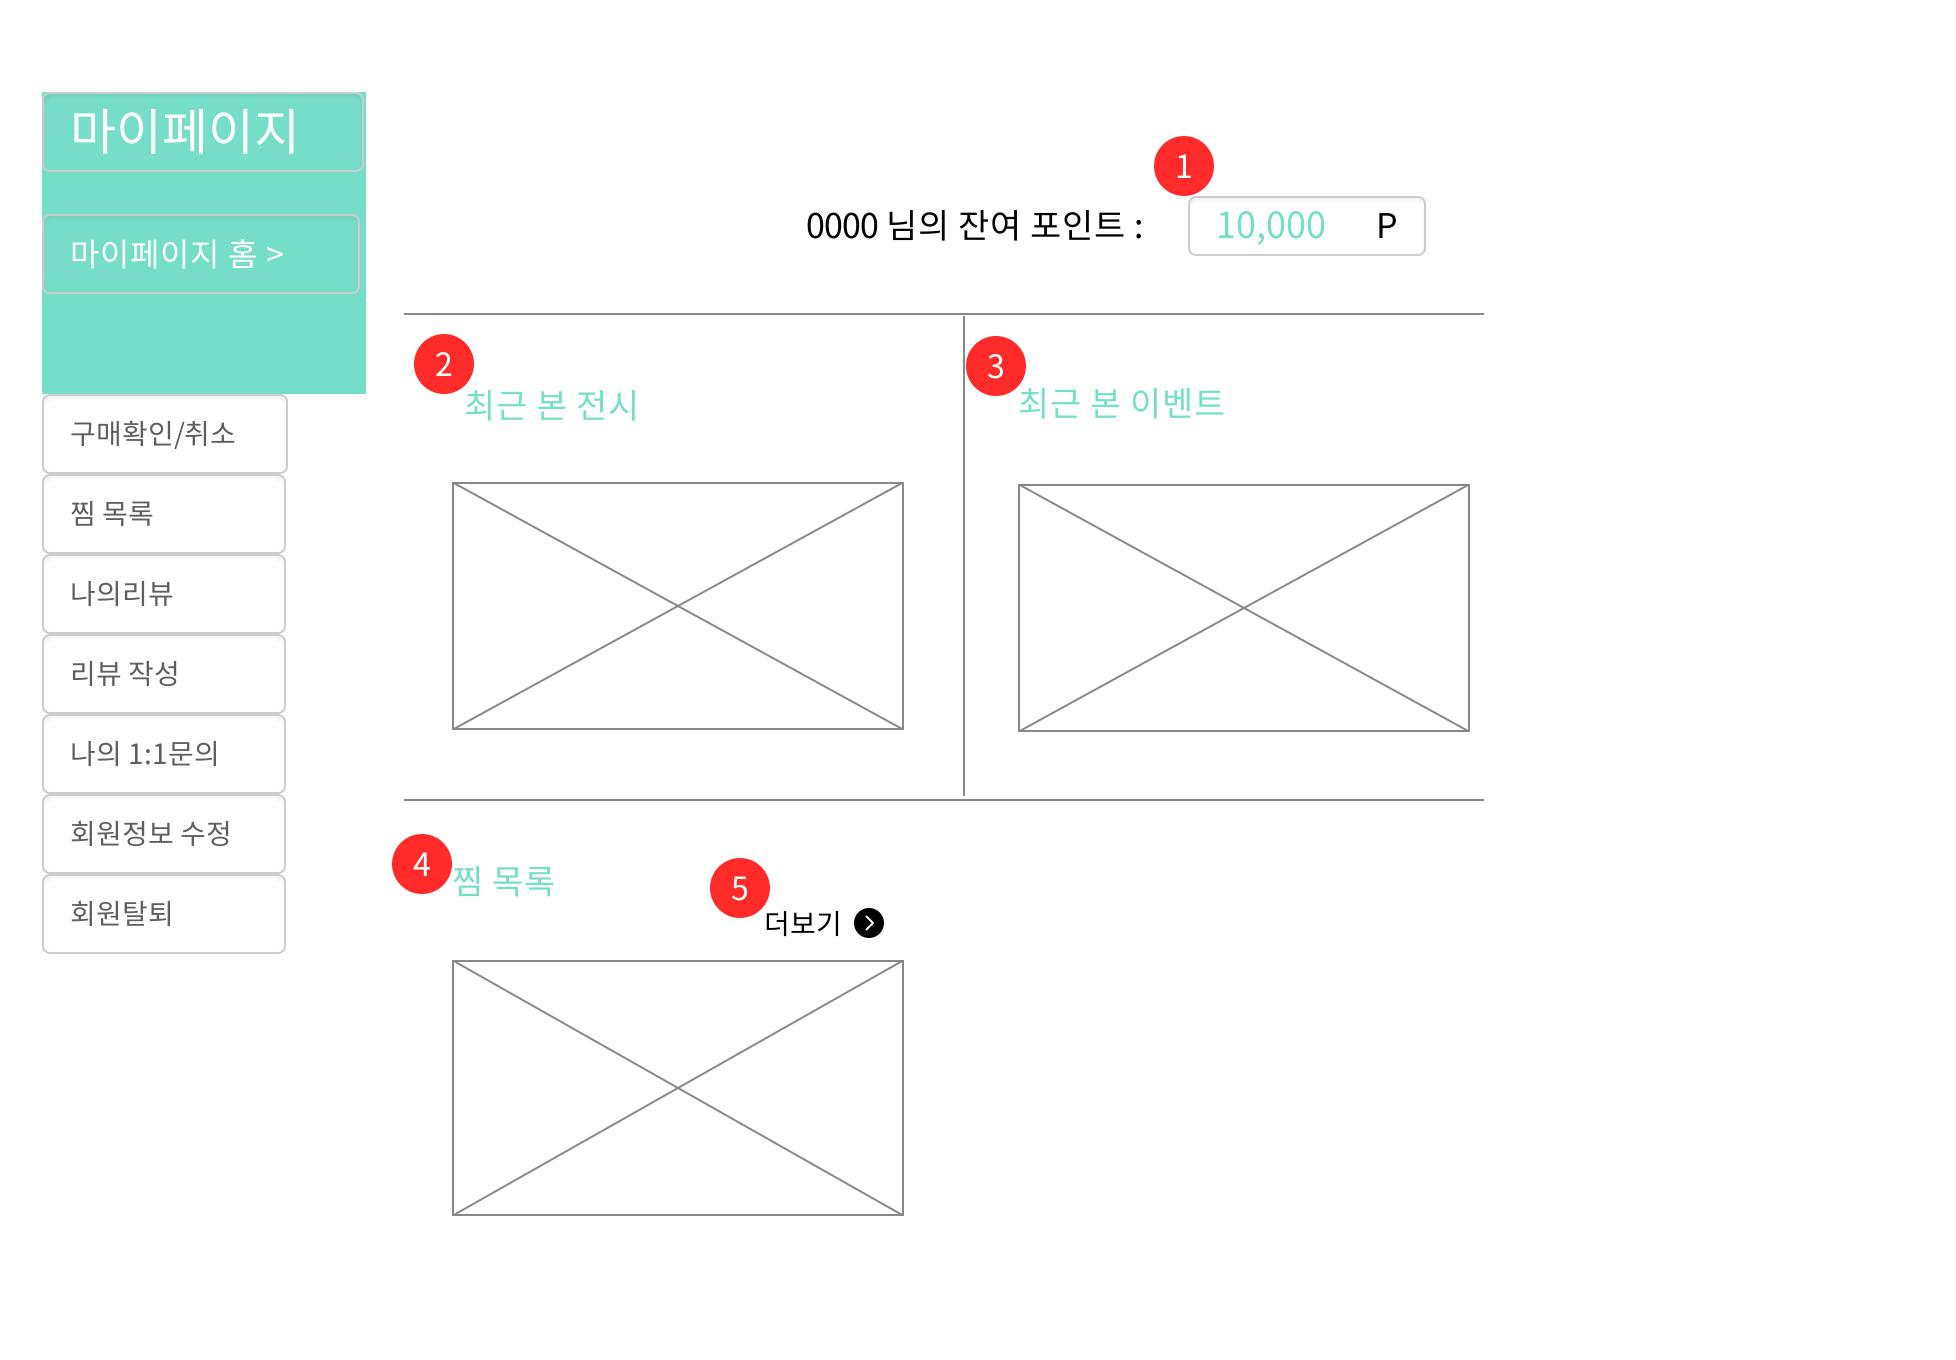 마이페이지
마이페이지 홈 >
구매확인/취소
찜 목록
나의리뷰
리뷰 작성
나의 1:1문의
회원정보 수정
회원탈퇴
1
0000 님의 잔여 포인트 : 10,000 P
2
최근 본 전시
3
최근 본 이벤트
4
찜 목록
5
더보기